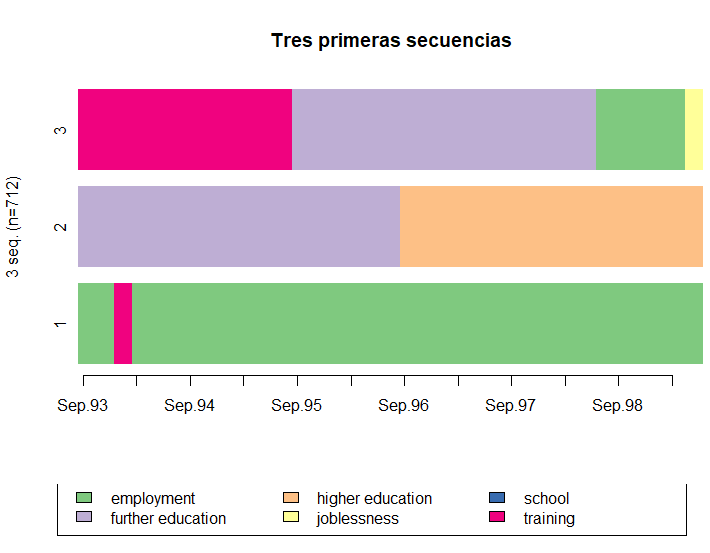 Tres primeras secuencias
3 seq. (n=712)
3
2
1
Sep.93 Sep.94 Sep.95 Sep.96 Sep.97 Sep.98
employment higher education school
further education joblessness training